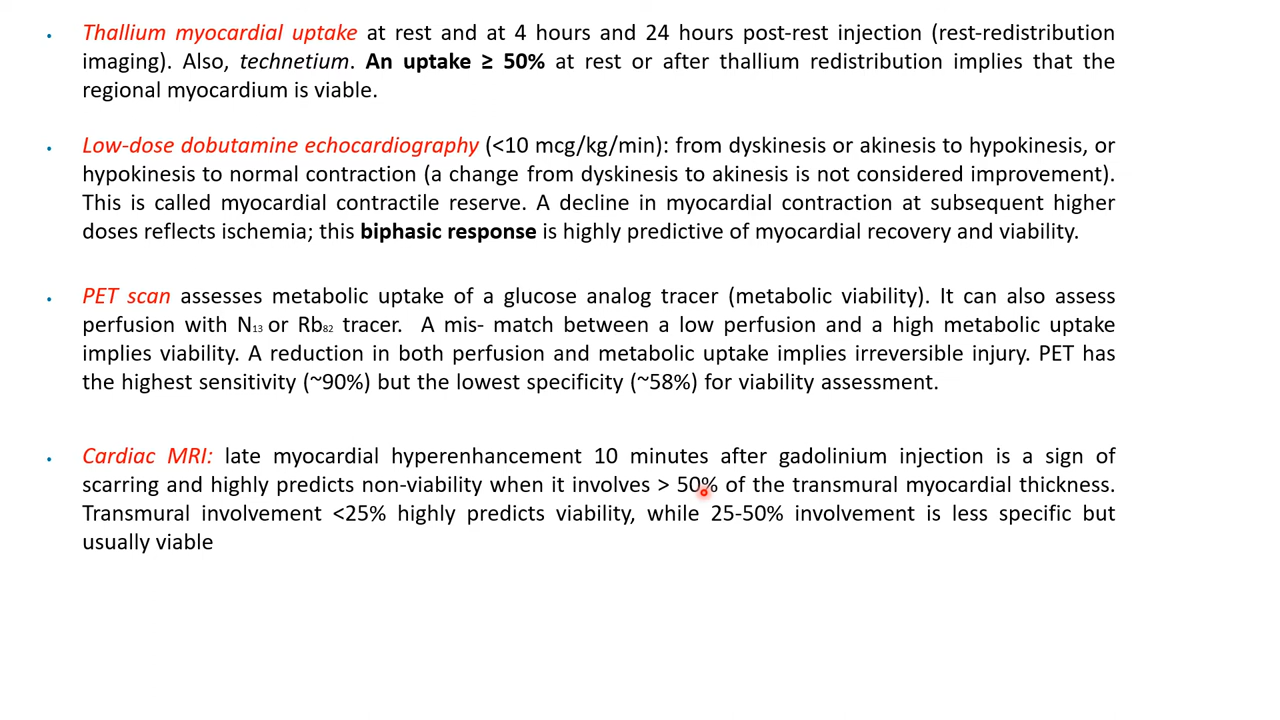 • Thallium myocardial uptake at rest and at 4 hours and 24 hours post-rest injection (rest-redistribution
imaging). Also, technetium. An uptake ≥ 50% at rest or after thallium redistribution implies that the
regional myocardium is viable.
• Low-dose dobutamine echocardiography (<10 mcg/kg/min): from dyskinesis or akinesis to hypokinesis, or
hypokinesis to normal contraction (a change from dyskinesis to akinesis is not considered improvement).
This is called myocardial contractile reserve. A decline in myocardial contraction at subsequent higher
doses reflects ischemia; this biphasic response is highly predictive of myocardial recovery and viability.
• PET scan assesses metabolic uptake of a glucose analog tracer (metabolic viability). It can also assess
perfusion with N₁₃ or Rb₈₂ tracer. A mis- match between a low perfusion and a high metabolic uptake
implies viability. A reduction in both perfusion and metabolic uptake implies irreversible injury. PET has
the highest sensitivity (~90%) but the lowest specificity (~58%) for viability assessment.
• Cardiac MRI: late myocardial hyperenhancement 10 minutes after gadolinium injection is a sign of
scarring and highly predicts non-viability when it involves > 50% of the transmural myocardial thickness.
Transmural involvement <25% highly predicts viability, while 25-50% involvement is less specific but
usually viable